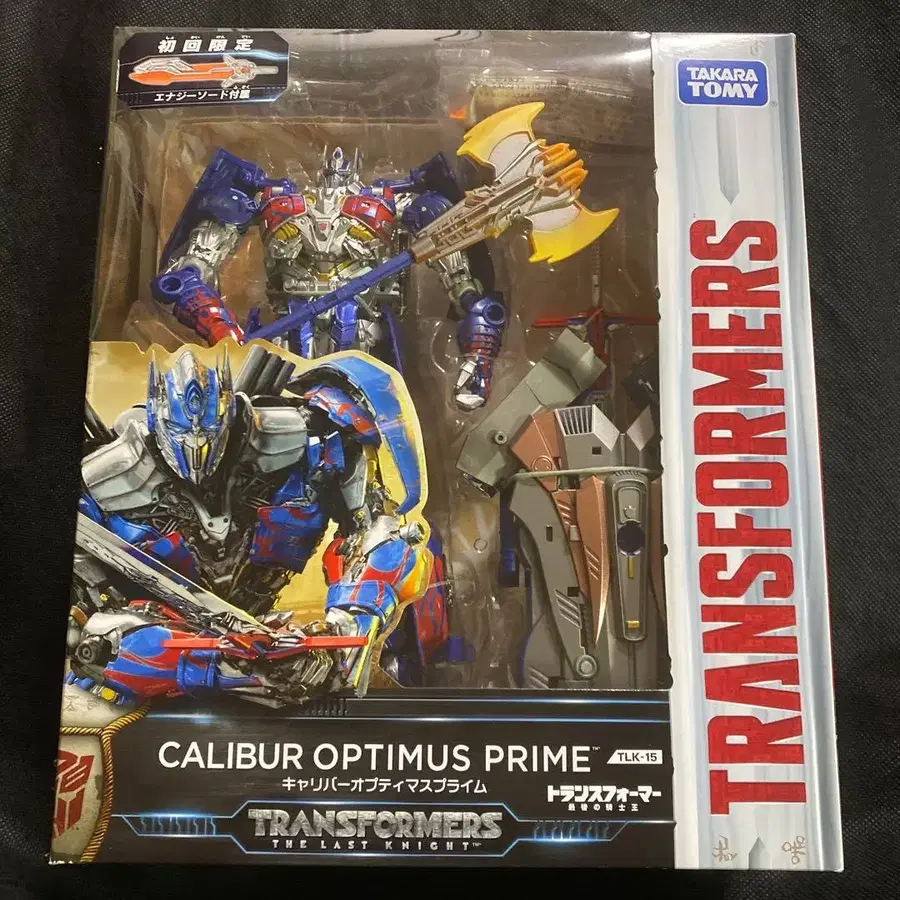 初回限定
エナジーソード付属
TAKARA
TOMY
TRANSFORMERS
CALIBUR OPTIMUS PRIME™
TLK-15
キャリバーオプティマスプライム
トランスフォーマー
最後の騎士王
TRANSFORMERS
THE LAST KNIGHT™